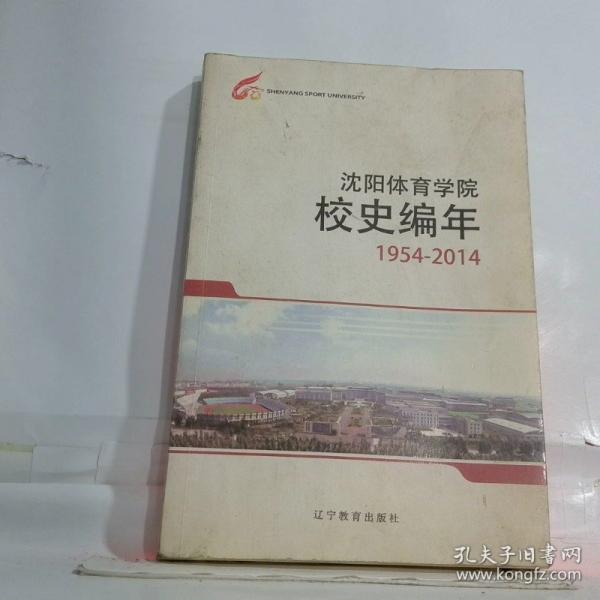 SHENYANG SPORT UNIVERSITY
沈阳体育学院
校史编年
1954-2014
辽宁教育出版社
孔夫子旧书网
www.kongfz.com